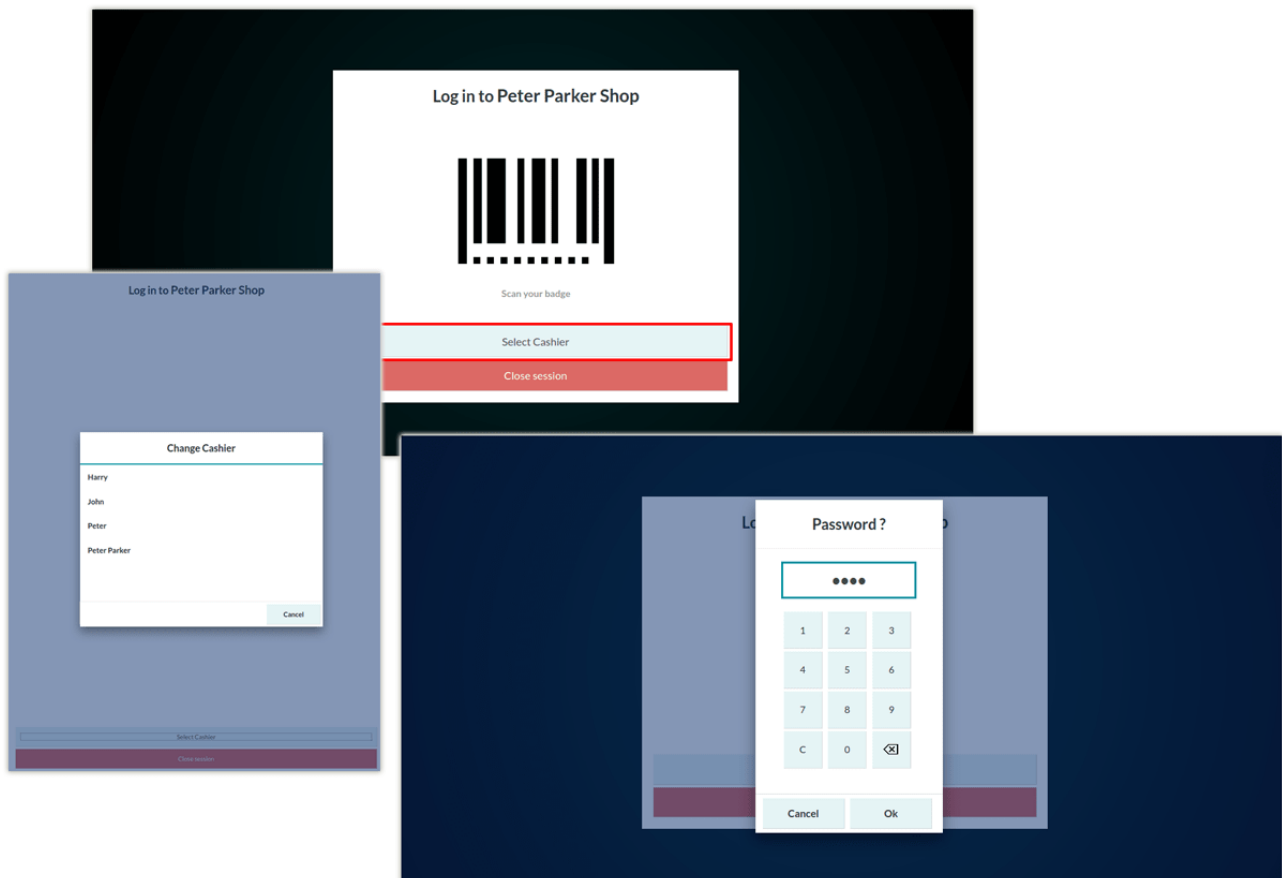 Log in to Peter Parker Shop
Scan your badge
Select Cashier
Close session
Log in to Peter Parker Shop
Change Cashier
Harry
John
Peter
Peter Parker
Cancel
Select Cashier
Close session
Lo
p
Password ?
••••
1 2 3
4 5 6
7 8 9
C 0
Cancel Ok